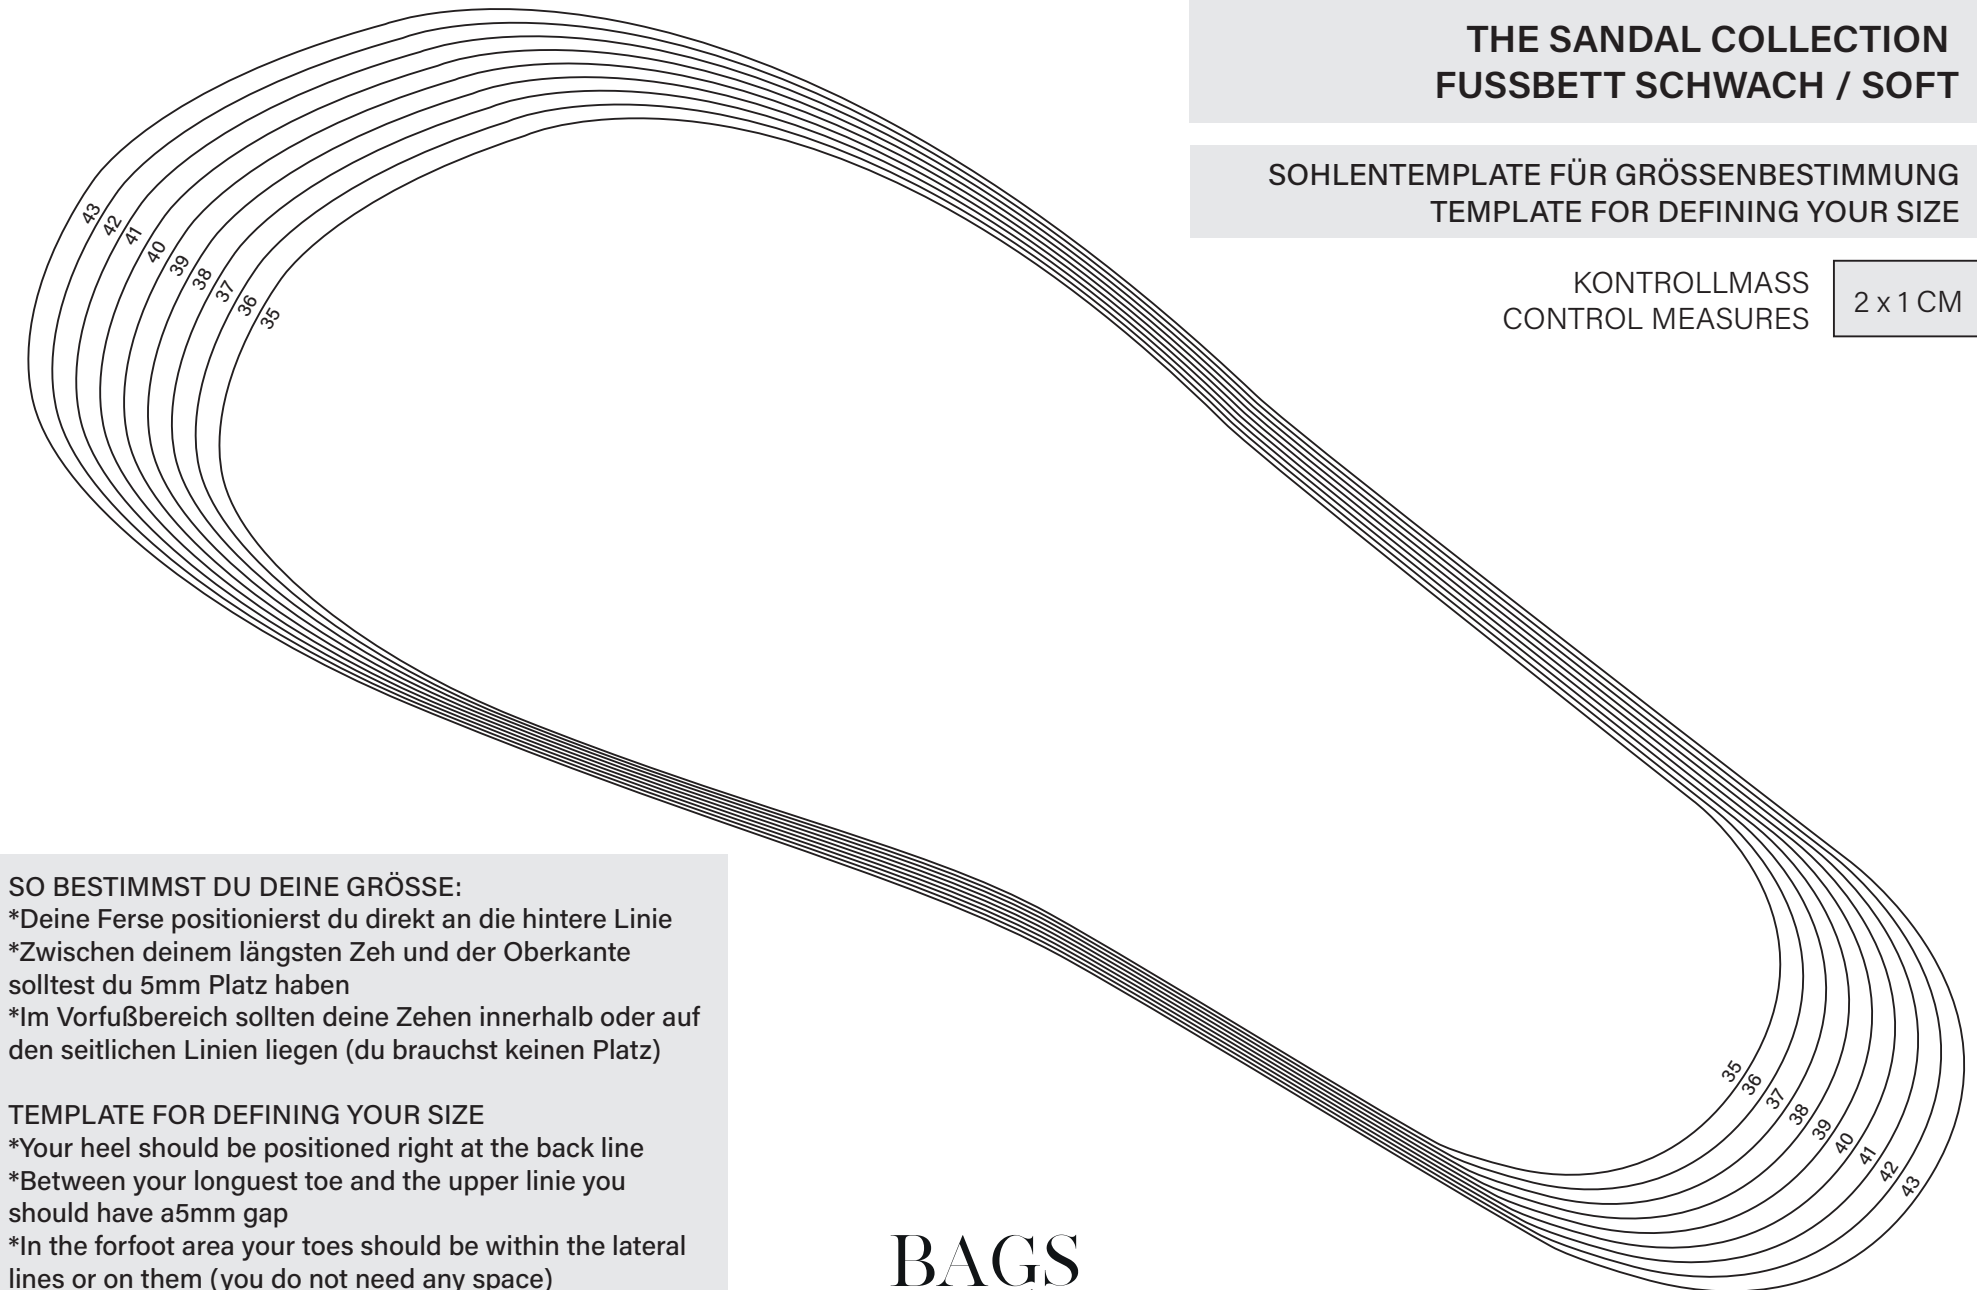 THE SANDAL COLLECTION
FUSSBETT SCHWACH / SOFT
SOHLENTEMPLATE FÜR GRÖSSENBESTIMMUNG
TEMPLATE FOR DEFINING YOUR SIZE
KONTROLLMASS
CONTROL MEASURES
2 x 1 CM
43
42
41
40
39
38
37
36
35
SO BESTIMMST DU DEINE GRÖSSE:
*Deine Ferse positionierst du direkt an die hintere Linie
*Zwischen deinem längsten Zeh und der Oberkante
solltest du 5mm Platz haben
*Im Vorfußbereich sollten deine Zehen innerhalb oder auf
den seitlichen Linien liegen (du brauchst keinen Platz)
TEMPLATE FOR DEFINING YOUR SIZE
*Your heel should be positioned right at the back line
*Between your longuest toe and the upper linie you
should have a5mm gap
*In the forfoot area your toes should be within the lateral
lines or on them (you do not need any space)
35
36
37
38
39
40
41
42
43
BAGS